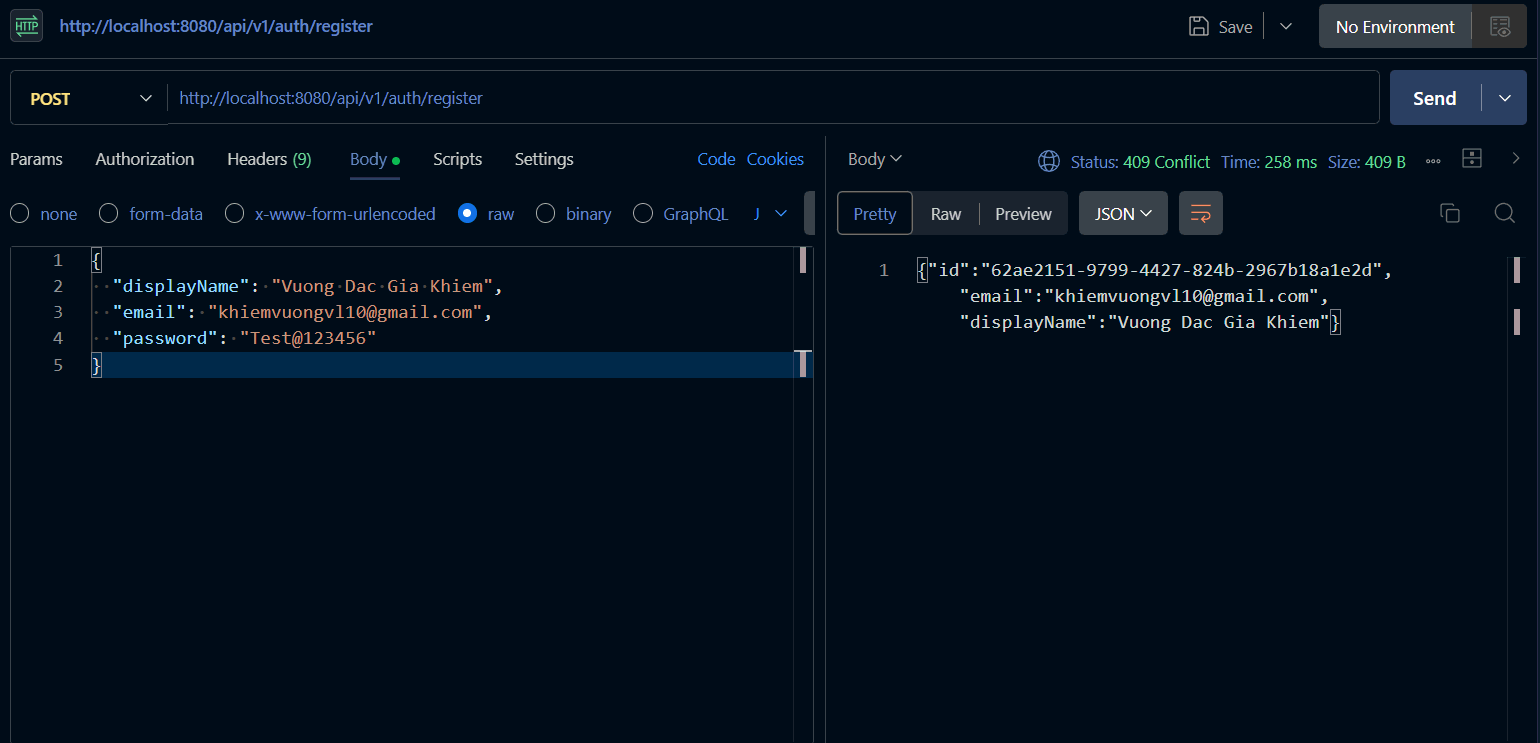 HTTP http://localhost:8080/api/v1/auth/register Save No Environment
POST http://localhost:8080/api/v1/auth/register Send
Params Authorization Headers (9) Body Scripts Settings Code Cookies
none form-data x-www-form-urlencoded raw binary GraphQL J
1 {
2 "displayName": "Vuong Dac Gia Khiem",
3 "email": "khiemvuongvl10@gmail.com",
4 "password": "Test@123456"
5 }
Body Status: 409 Conflict Time: 258 ms Size: 409 B
Pretty Raw Preview JSON
1 {"id":"62ae2151-9799-4427-824b-2967b18a1e2d",
"email":"khiemvuongvl10@gmail.com",
"displayName":"Vuong Dac Gia Khiem"}